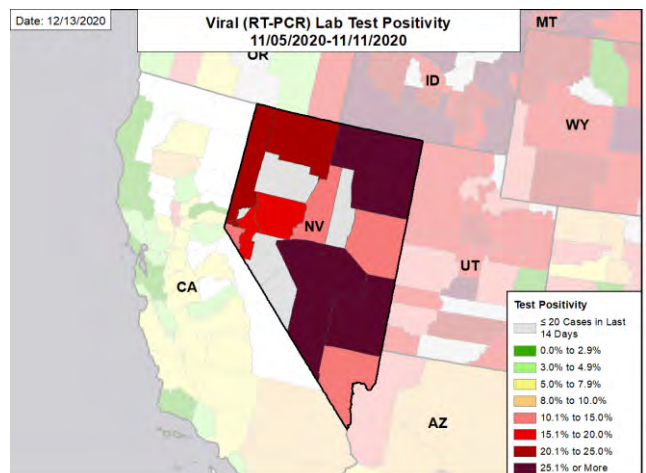 Date: 12/13/2020
Viral (RT-PCR) Lab Test Positivity
11/05/2020-11/11/2020
MT
OR
ID
WY
NV
UT
CA
AZ
Test Positivity
≤ 20 Cases in Last
14 Days
0.0% to 2.9%
3.0% to 4.9%
5.0% to 7.9%
8.0% to 10.0%
10.1% to 15.0%
15.1% to 20.0%
20.1% to 25.0%
25.1% or More